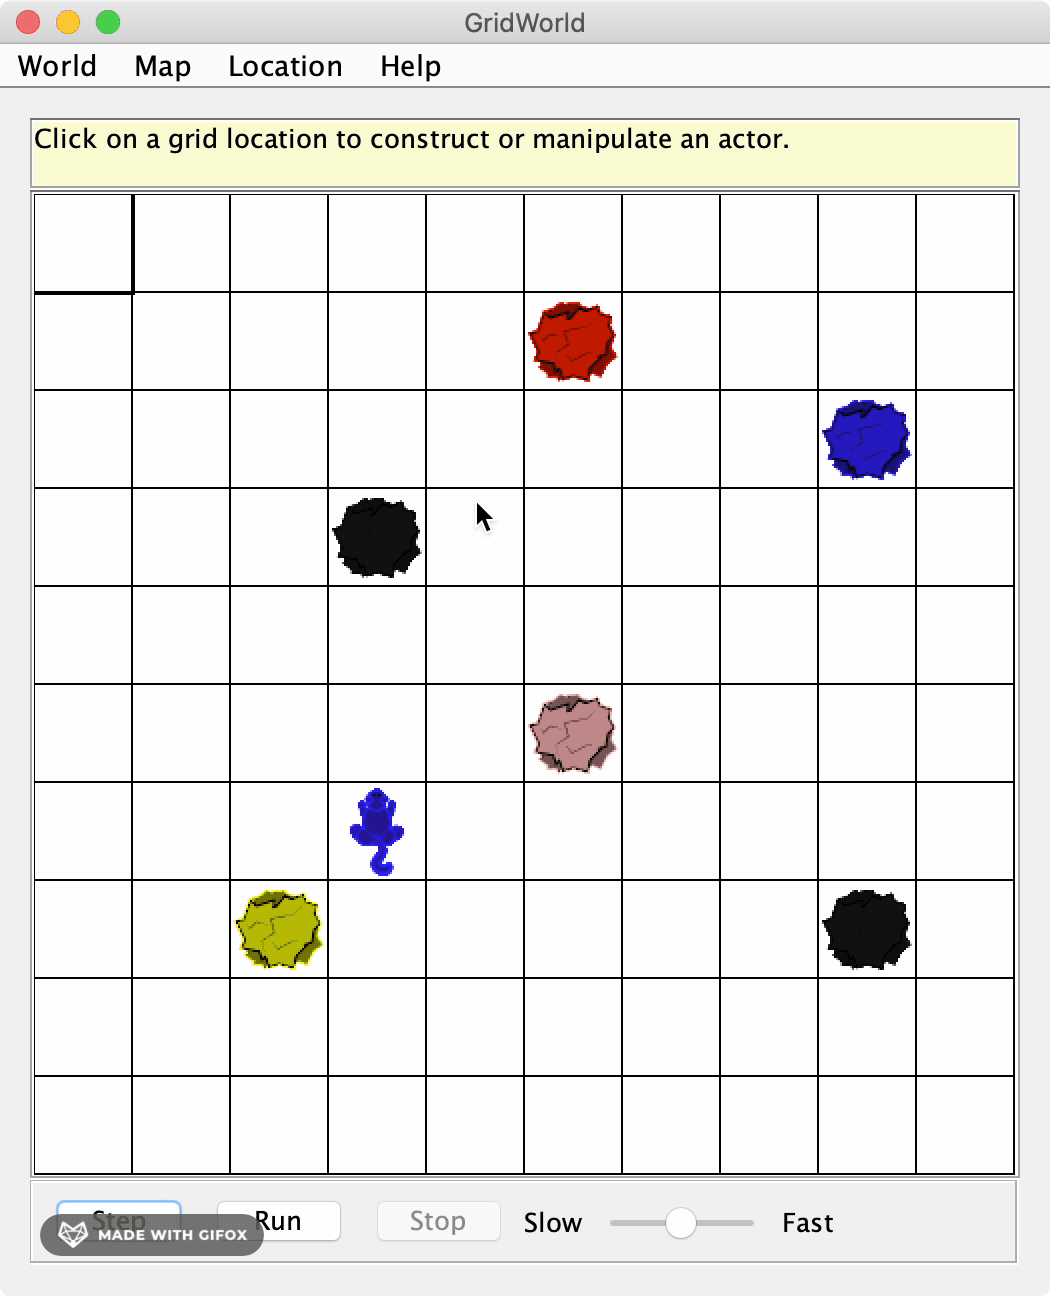 GridWorld
World Map Location Help
Click on a grid location to construct or manipulate an actor.
Step Run Stop Slow Fast
MADE WITH GIFOX